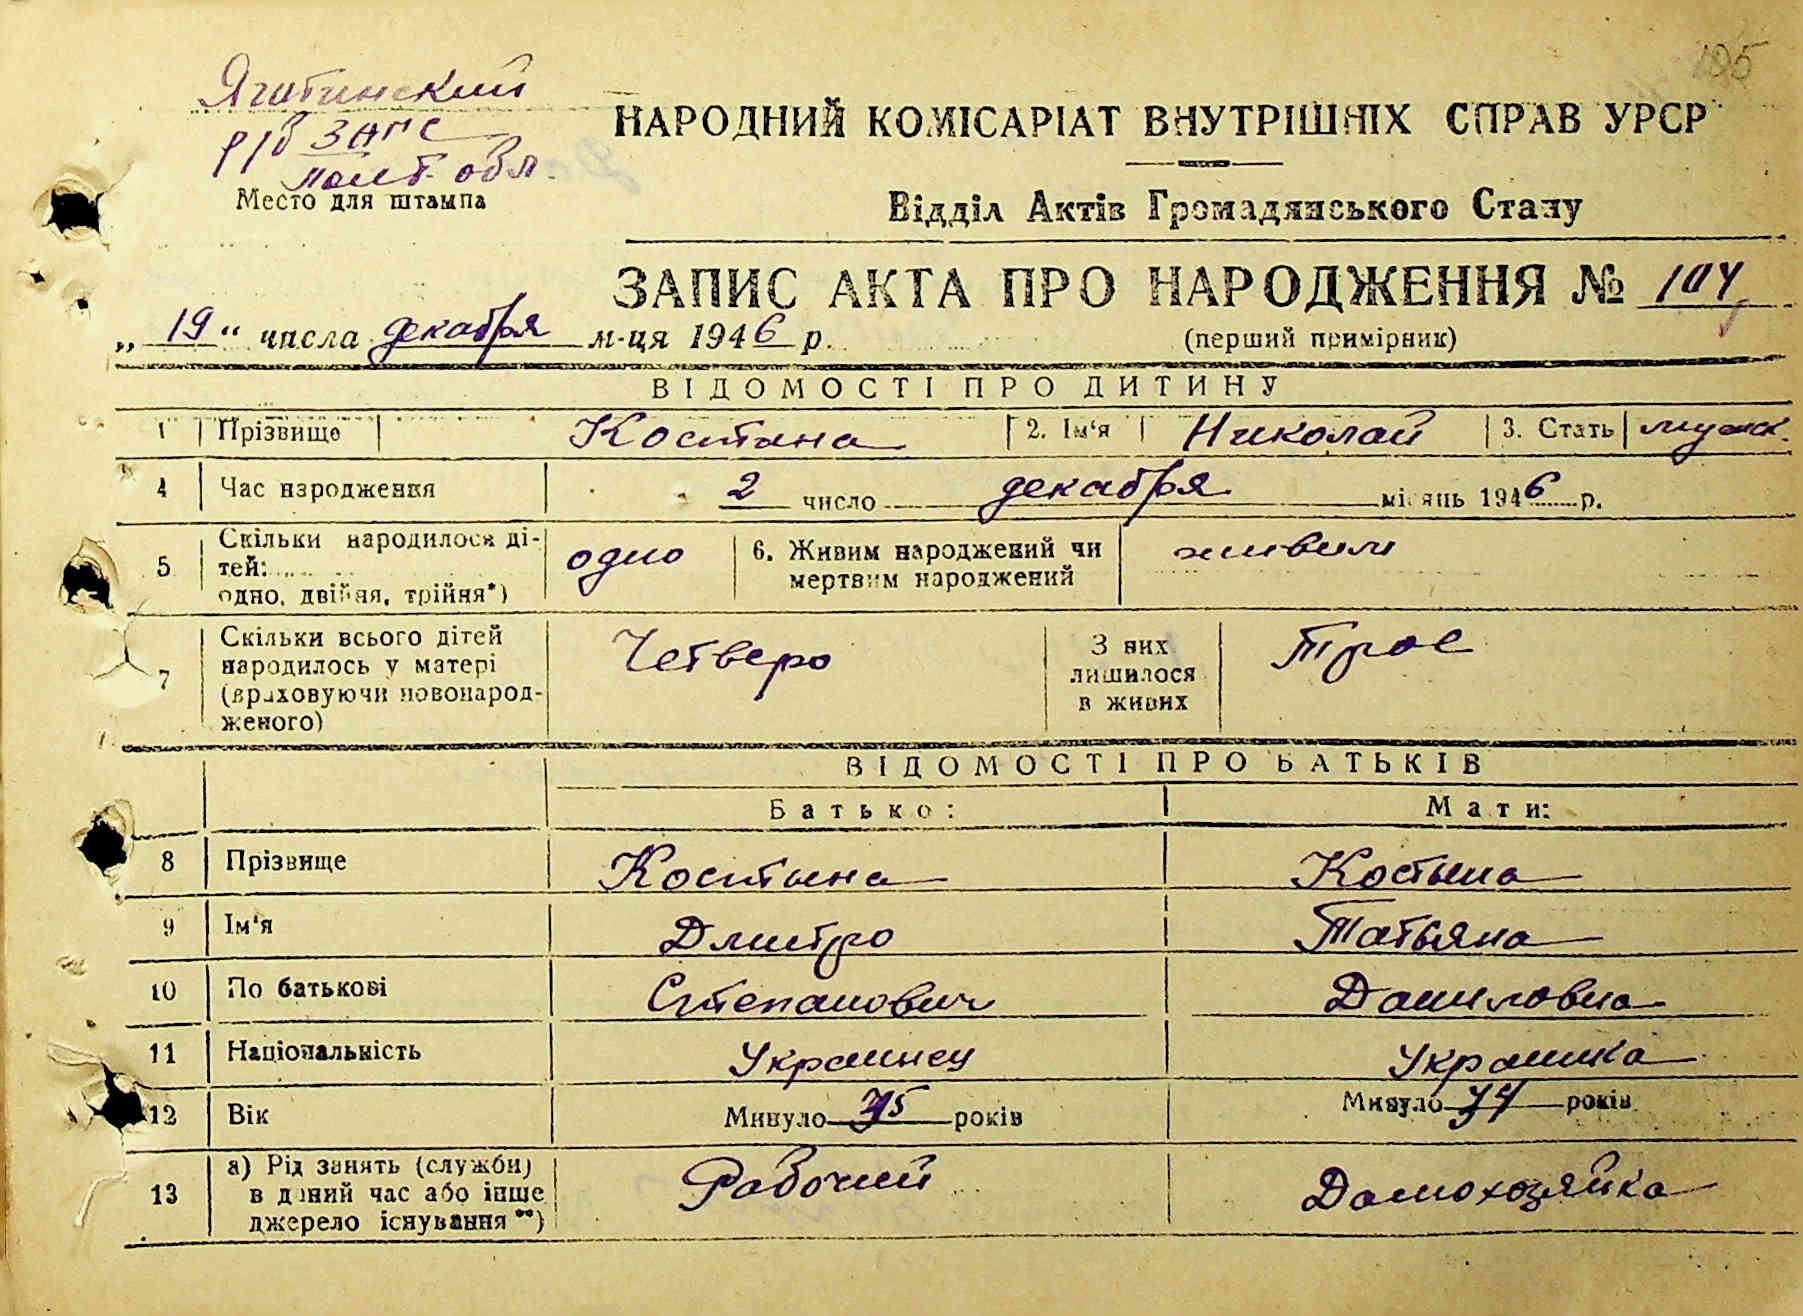 195
Яготинский
р/б ЗАГС
Полт. обл.
Место для штампа
НАРОДНИЙ КОМІСАРІАТ ВНУТРІШНІХ СПРАВ УРСР
Відділ Актів Громадянського Стану
ЗАПИС АКТА ПРО НАРОДЖЕННЯ № 104
„ 19 “ числа декабря м-ця 1946 р.
(перший примірник)
ВІДОМОСТІ ПРО ДИТИНУ
1 Прізвище Костына 2. Ім‘я Николай 3. Стать мужск.
4 Час народження 2 число декабря місяць 1946 р.
5 Скільки народилося ді-
тей:
одно, двійня, трійня*)
одно
6. Живим народжений чи
мертвим народжений
живым
7 Скільки всього дітей
народилось у матері
(враховуючи новонарод-
женого)
Четверо
З них
лишилося
в живих
Трое
ВІДОМОСТІ ПРО БАТЬКІВ
Батько: Мати:
8 Прізвище Костына Костына
9 Ім‘я Дмитро Татьяна
10 По батькові Степанович Даниловна
11 Національність Украинец Украинка
12 Вік Минуло 35 років Минуло 34 років
13 а) Рід занять (служби)
в даний час або інше
джерело існування **)
Рабочий Домохозяйка